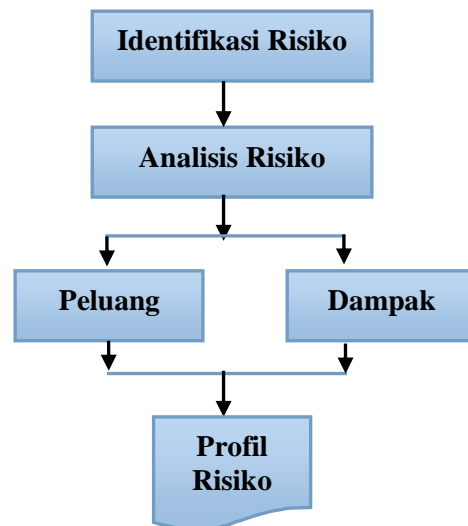 Identifikasi Risiko
Analisis Risiko
Peluang
Dampak
Profil
Risiko